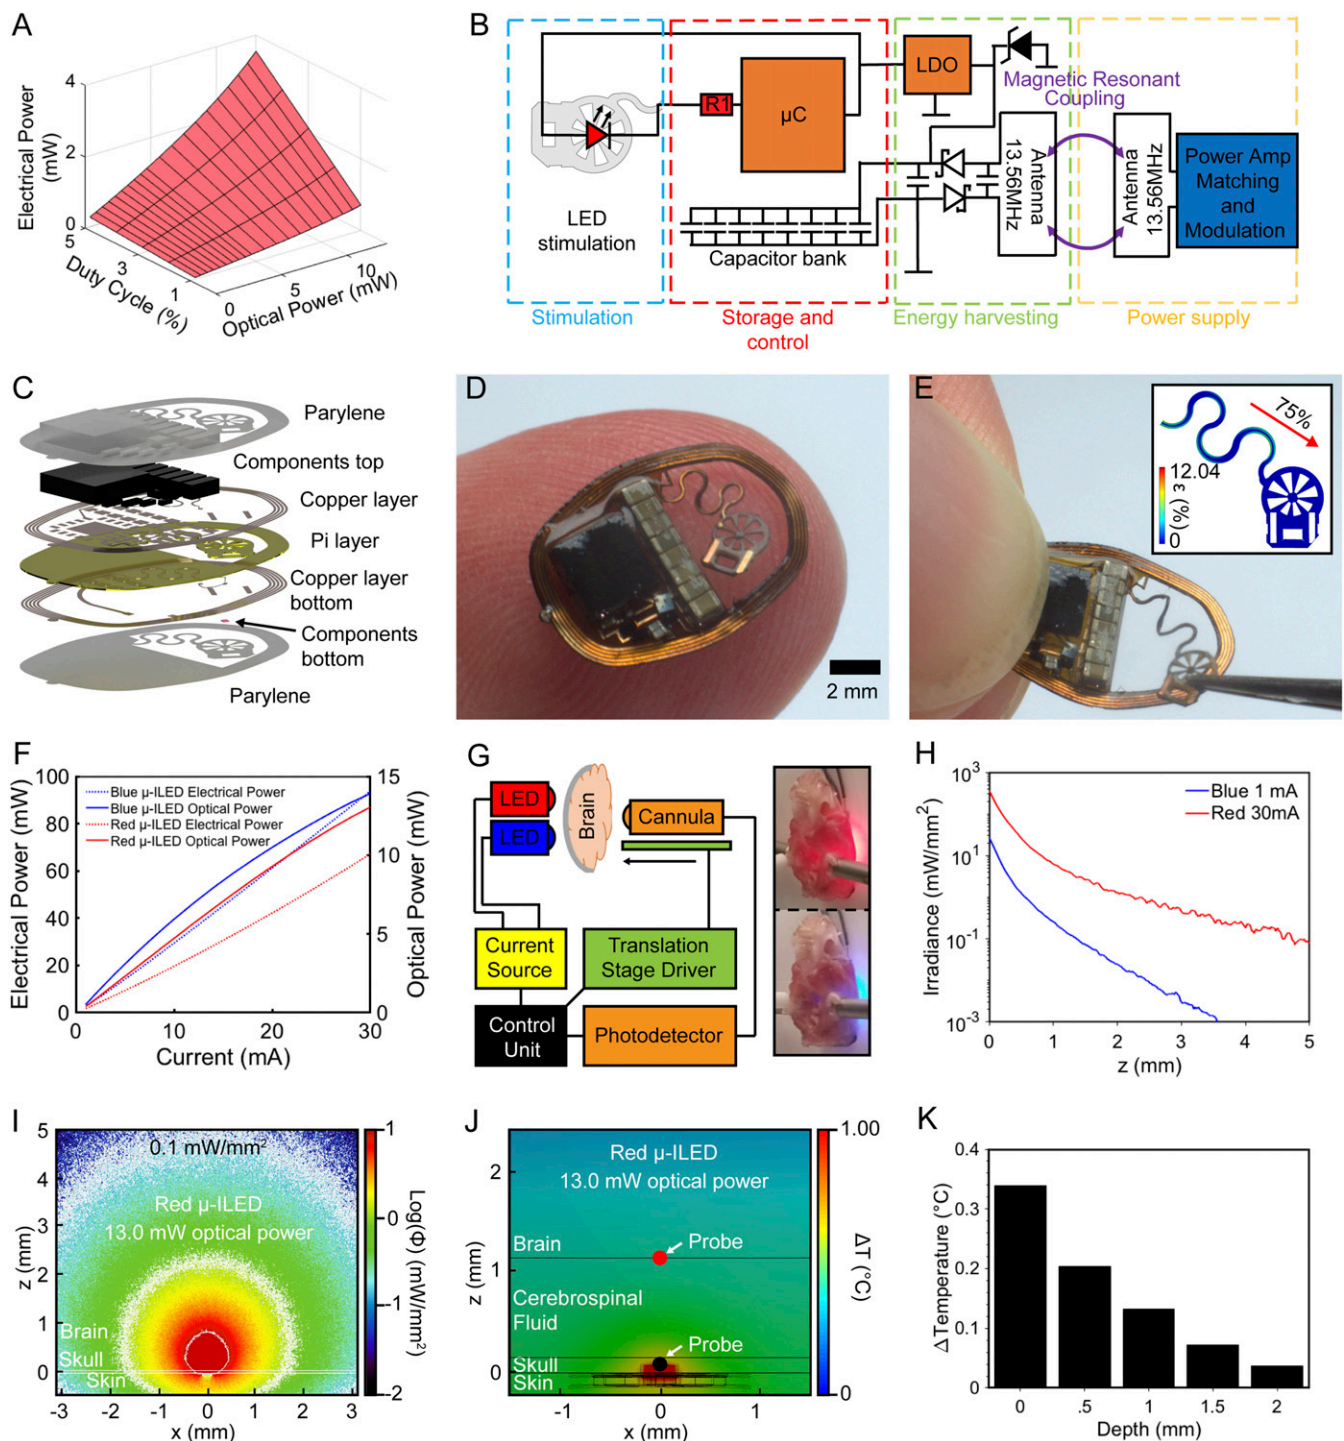 A
Electrical Power
(mW)
4
2
0
5
3
1
Duty Cycle (%)
0
5
10
Optical Power (mW)
B
LED
stimulation
Stimulation
R1
µC
Capacitor bank
Storage and
control
LDO
Magnetic Resonant
Coupling
Antenna
13.56MHz
Energy harvesting
Antenna
13.56MHz
Power Amp
Matching
and
Modulation
Power supply
C
Parylene
Components top
Copper layer
Pi layer
Copper layer
bottom
Components
bottom
Parylene
D
2 mm
E
75%
12.04
ε (%)
0
F
Electrical Power (mW)
100
80
60
40
20
0
Blue µ-ILED Electrical Power
Blue µ-ILED Optical Power
Red µ-ILED Electrical Power
Red µ-ILED Optical Power
15
10
5
0
Optical Power (mW)
10
20
30
Current (mA)
G
LED
LED
Brain
Cannula
Current
Source
Translation
Stage Driver
Control
Unit
Photodetector
H
Irradiance (mW/mm²)
10³
10¹
10⁻¹
10⁻³
Blue 1 mA
Red 30mA
0 1 2 3 4 5
z (mm)
I
z (mm)
5
4
3
2
1
0
0.1 mW/mm²
Red µ-ILED
13.0 mW optical power
Brain
Skull
Skin
-3 -2 -1 0 1 2 3
x (mm)
1
0
-1
-2
Log(Φ) (mW/mm²)
J
z (mm)
2
1
0
Red µ-ILED
13.0 mW optical power
Brain
Probe
Cerebrospinal
Fluid
Probe
Skull
Skin
-1 0 1
x (mm)
1.00
0
ΔT (°C)
K
ΔTemperature (°C)
0.4
0.3
0.2
0.1
0
0 .5 1 1.5 2
Depth (mm)